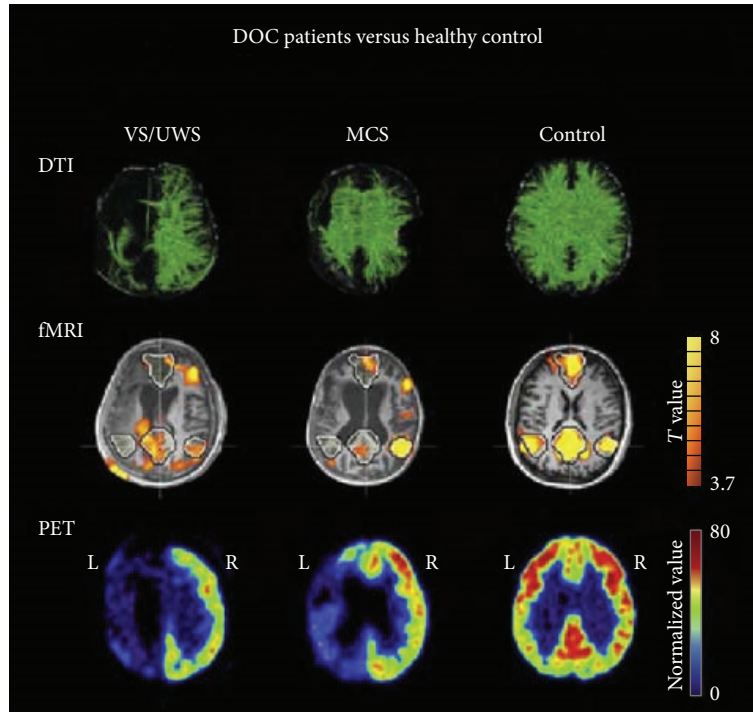 DOC patients versus healthy control
VS/UWS MCS Control
DTI
fMRI
8
T value
3.7
PET
L R L R L R
80
Normalized value
0